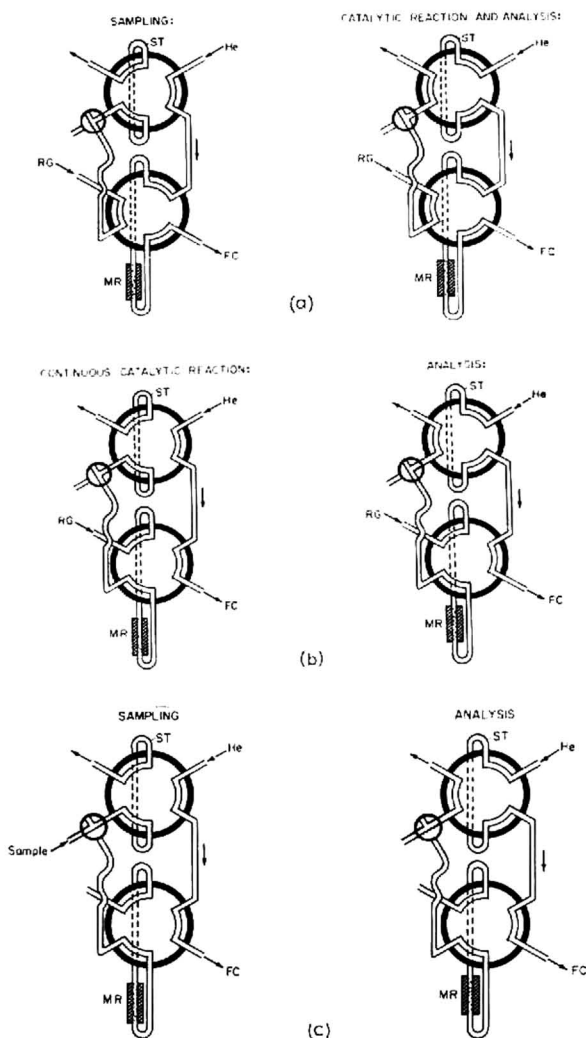 SAMPLING:
CATALYTIC REACTION AND ANALYSIS:
ST
He
RG
FC
MR
ST
He
RG
FC
MR
(a)
CONTINUOUS CATALYTIC REACTION:
ANALYSIS:
ST
He
RG
FC
MR
ST
He
RG
FC
MR
(b)
SAMPLING
ANALYSIS
ST
He
Sample
FC
MR
ST
He
FC
MR
(c)